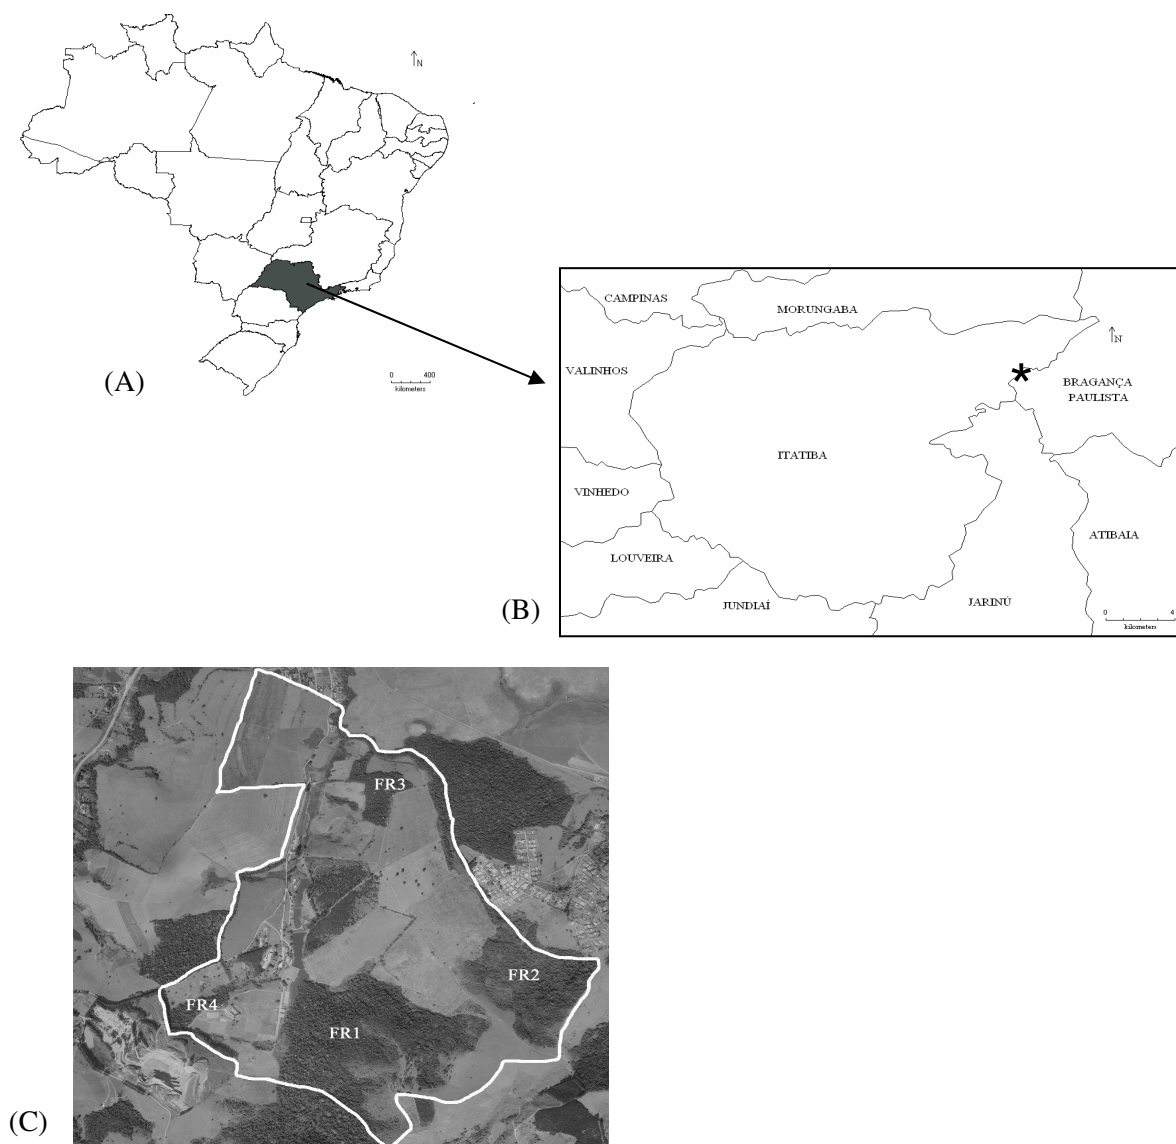 N
0 400
kilometers
(A)
CAMPINAS
MORUNGABA
N
VALINHOS
*
BRAGANÇA
PAULISTA
ITATIBA
VINHEDO
ATIBAIA
LOUVEIRA
(B)
JUNDIAÍ
JARINÚ
0 4
kilometers
FR3
FR2
FR4
FR1
(C)